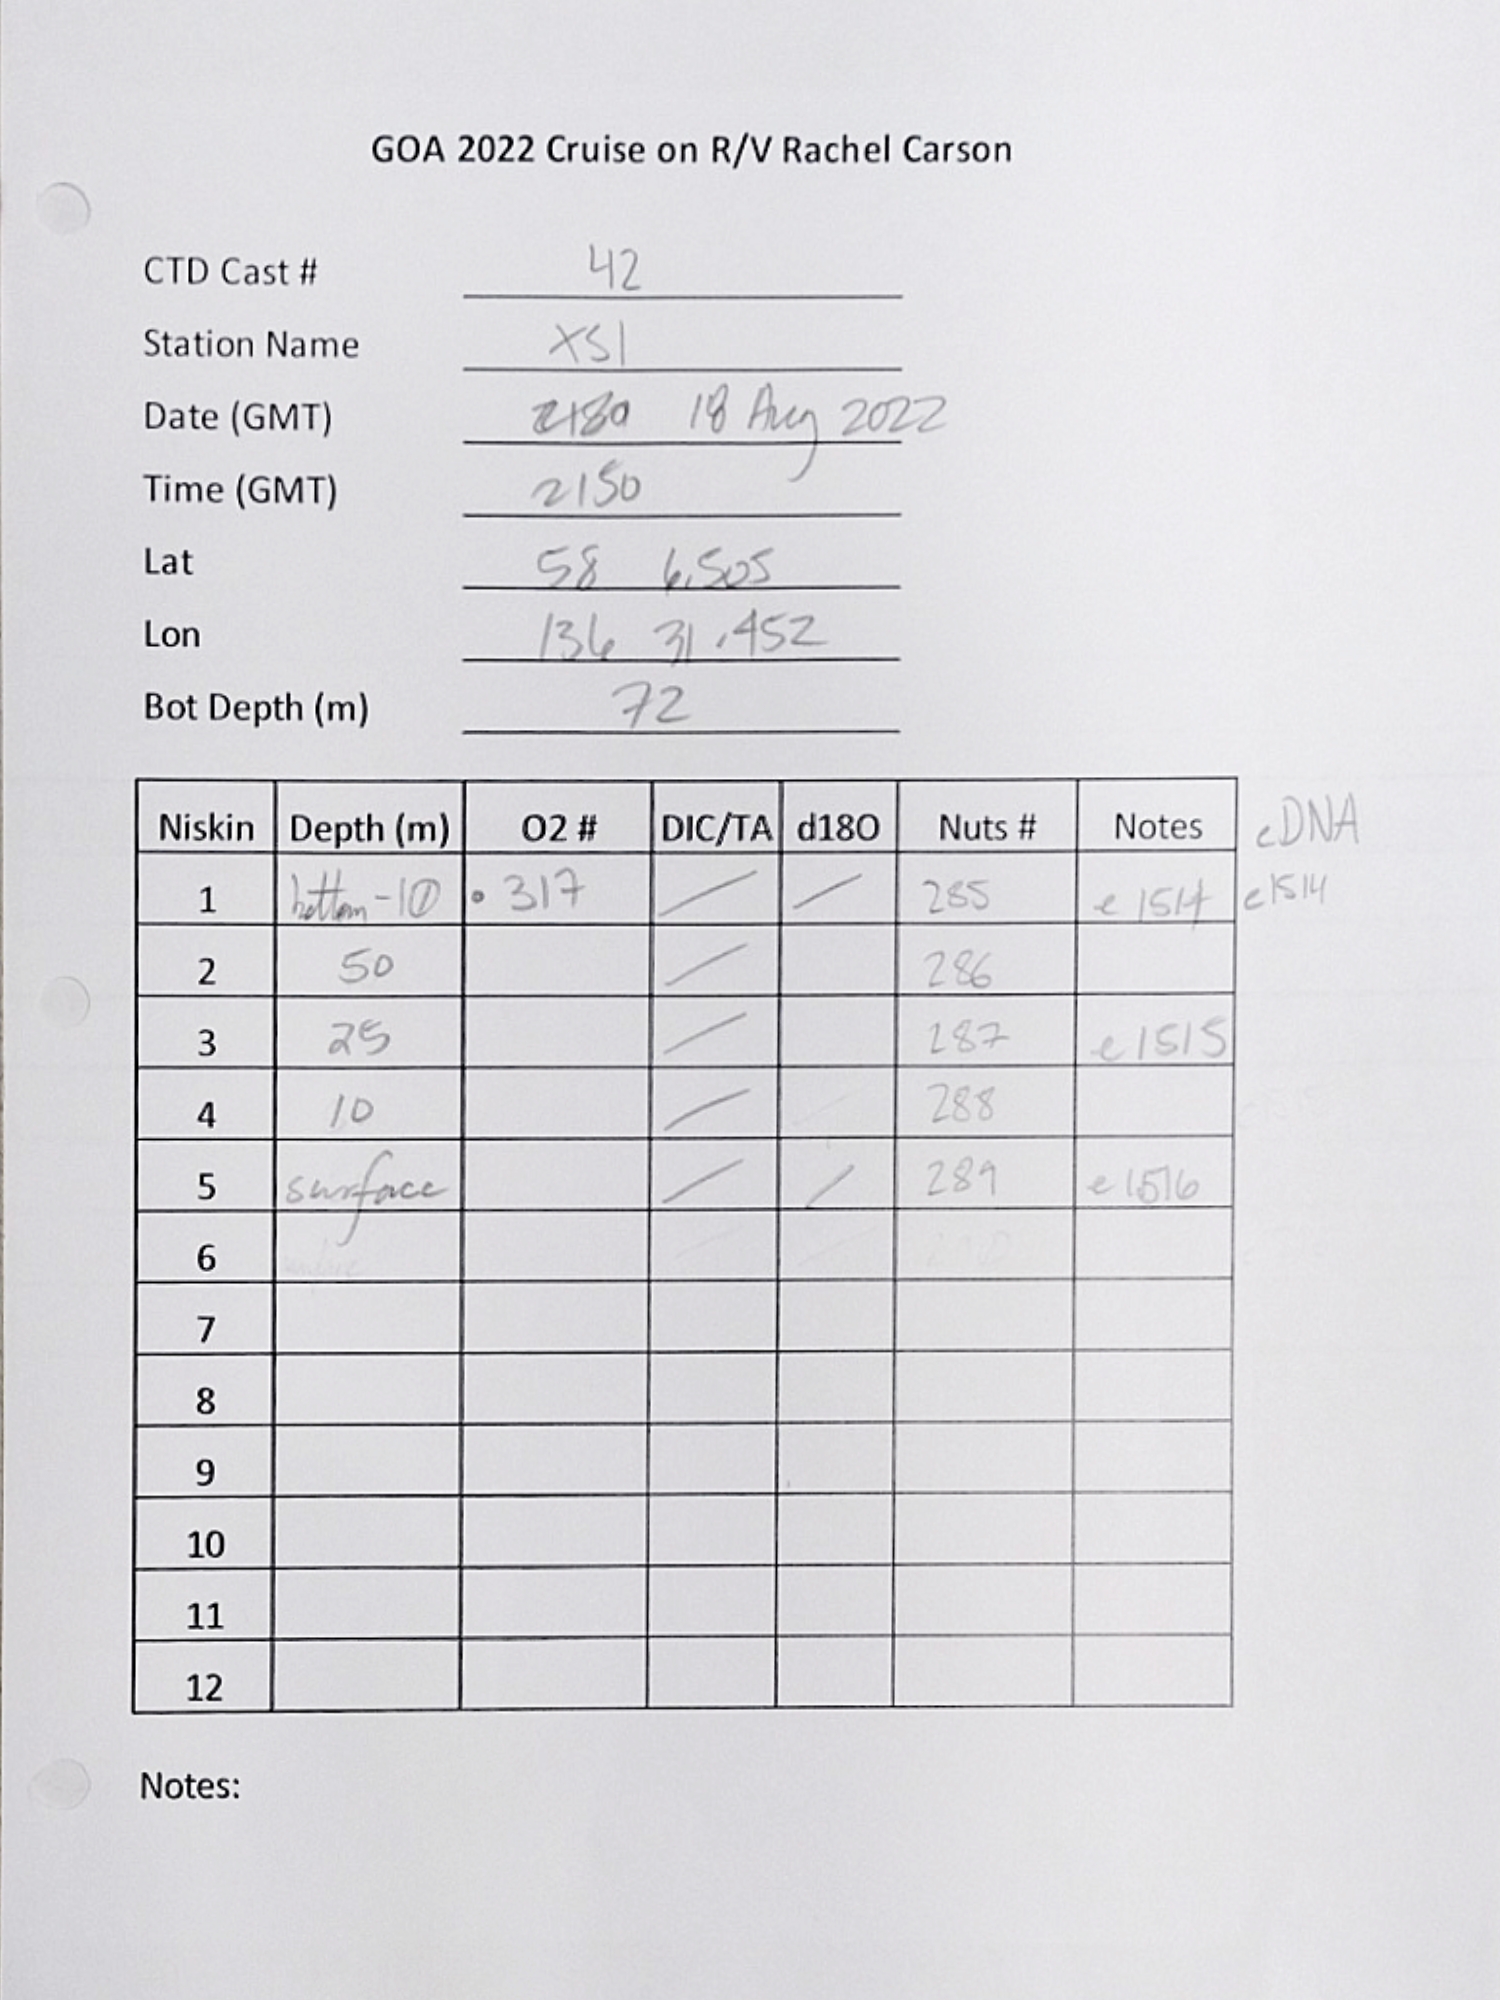 GOA 2022 Cruise on R/V Rachel Carson
CTD Cast # 42
Station Name XS1
Date (GMT) 18 Aug 2022
Time (GMT) 2150
Lat 58 6.505
Lon 136 31.452
Bot Depth (m) 72
Niskin Depth (m) O2 # DIC/TA d18O Nuts # Notes eDNA
1 bottom-10 • 317 / / 285 e1514 e1514
2 50 / 286
3 25 / 287 e1515
4 10 / 288
5 surface / / 289 e1516
6
7
8
9
10
11
12
Notes: